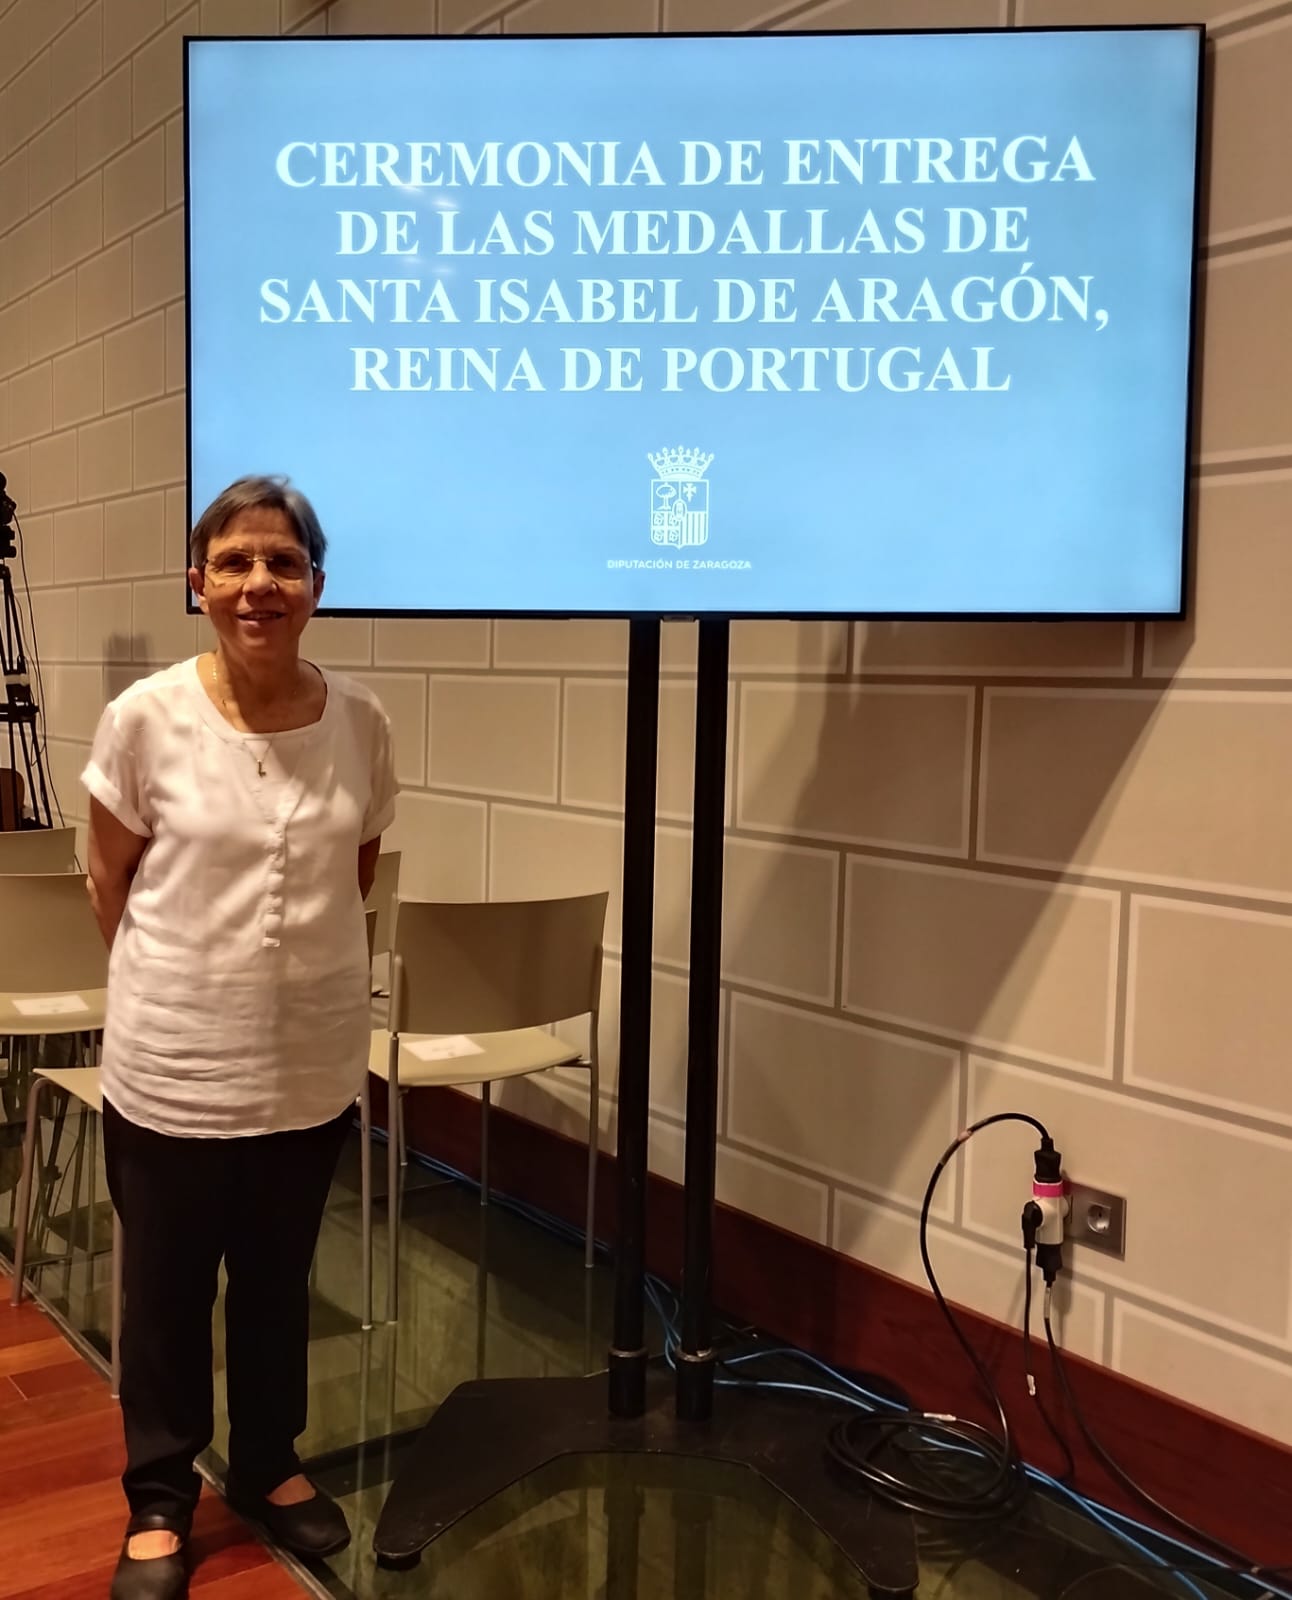 CEREMONIA DE ENTREGA
DE LAS MEDALLAS DE
SANTA ISABEL DE ARAGÓN,
REINA DE PORTUGAL
DIPUTACIÓN DE ZARAGOZA